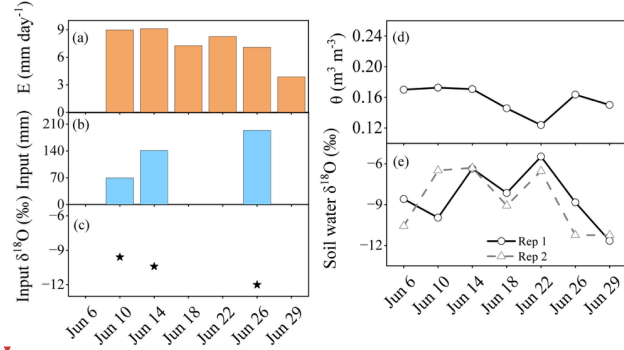 (a)
E (mm day⁻¹)
9
6
3
0
(b)
Input (mm)
210
140
70
0
(c)
Input δ¹⁸O (‰)
−6
−9
−12
Jun 6
Jun 10
Jun 14
Jun 18
Jun 22
Jun 26
Jun 29
(d)
θ (m³ m⁻³)
0.24
0.20
0.16
0.12
(e)
Soil water δ¹⁸O (‰)
−6
−9
−12
Rep 1
Rep 2
Jun 6
Jun 10
Jun 14
Jun 18
Jun 22
Jun 26
Jun 29